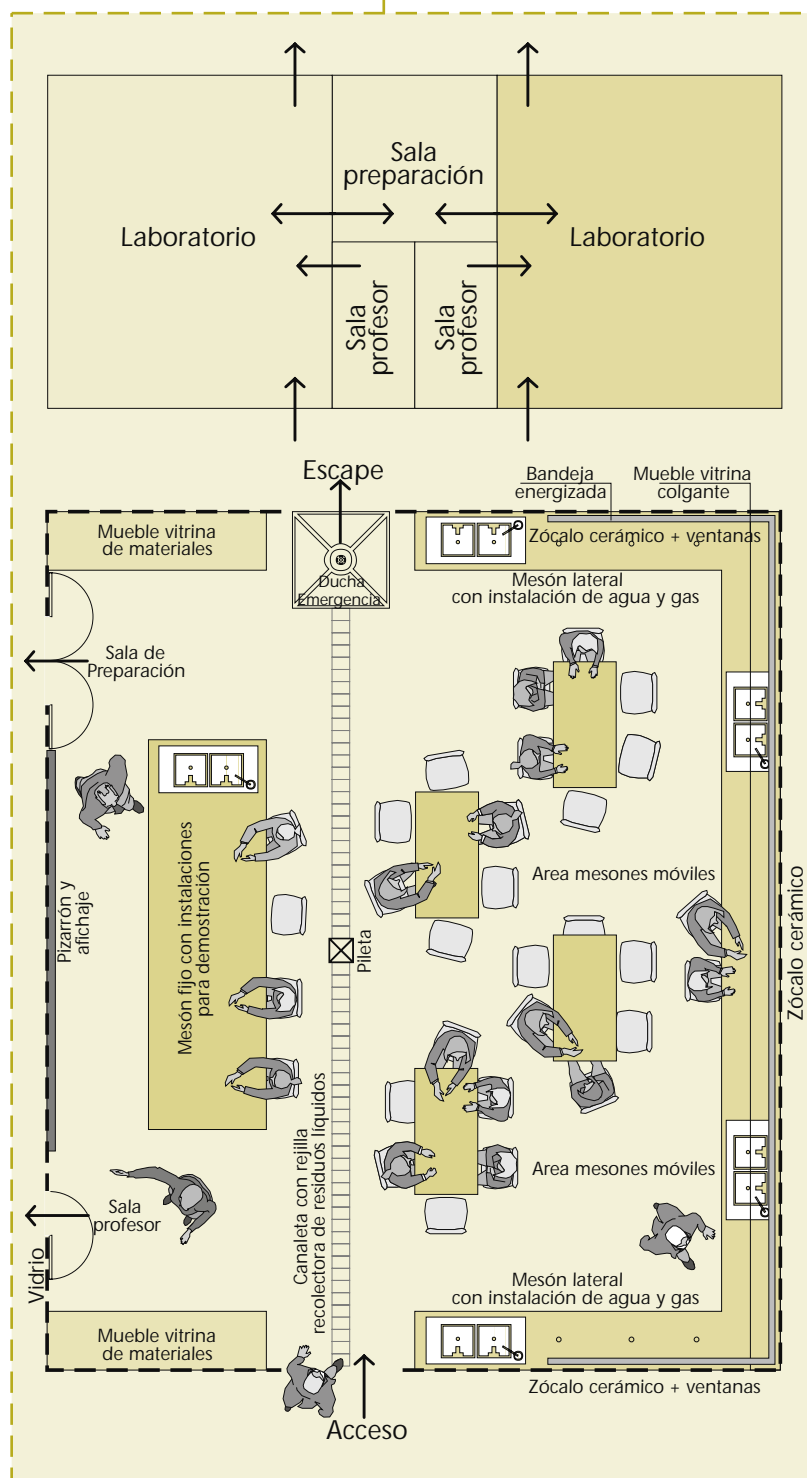 Sala
preparación
Laboratorio
Laboratorio
Sala
profesor
Sala
profesor
Escape
Bandeja
energizada
Mueble vitrina
colgante
Mueble vitrina
de materiales
Zócalo cerámico + ventanas
Ducha
Emergencia
Mesón lateral
con instalación de agua y gas
Sala de
Preparación
Pizarrón y
afichaje
Mesón fijo con instalaciones
para demostración
Pileta
Area mesones móviles
Zócalo cerámico
Canaleta con rejilla
recolectora de residuos líquidos
Area mesones móviles
Sala
profesor
Vidrio
Mesón lateral
con instalación de agua y gas
Mueble vitrina
de materiales
Zócalo cerámico + ventanas
Acceso